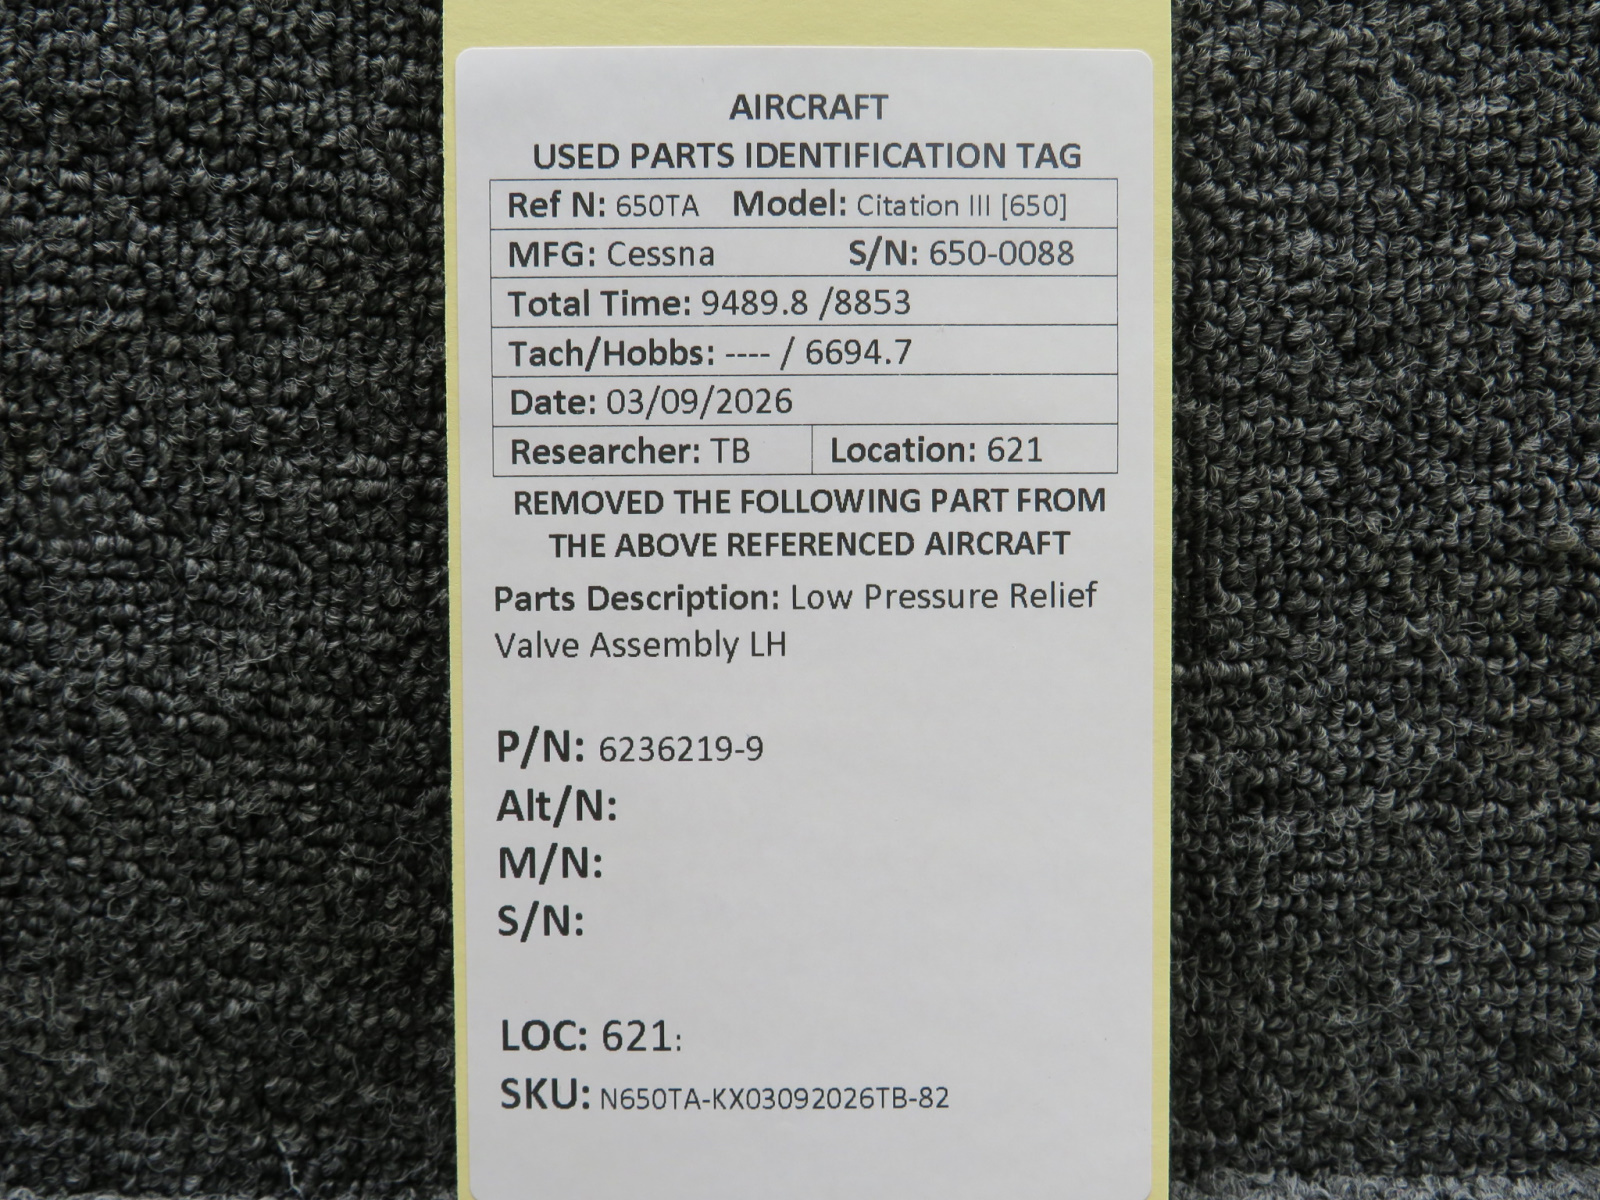 AIRCRAFT
USED PARTS IDENTIFICATION TAG
Ref N: 650TA Model: Citation III [650]
MFG: Cessna S/N: 650-0088
Total Time: 9489.8 /8853
Tach/Hobbs: ---- / 6694.7
Date: 03/09/2026
Researcher: TB Location: 621
REMOVED THE FOLLOWING PART FROM
THE ABOVE REFERENCED AIRCRAFT
Parts Description: Low Pressure Relief
Valve Assembly LH
P/N: 6236219-9
Alt/N:
M/N:
S/N:
LOC: 621:
SKU: N650TA-KX03092026TB-82